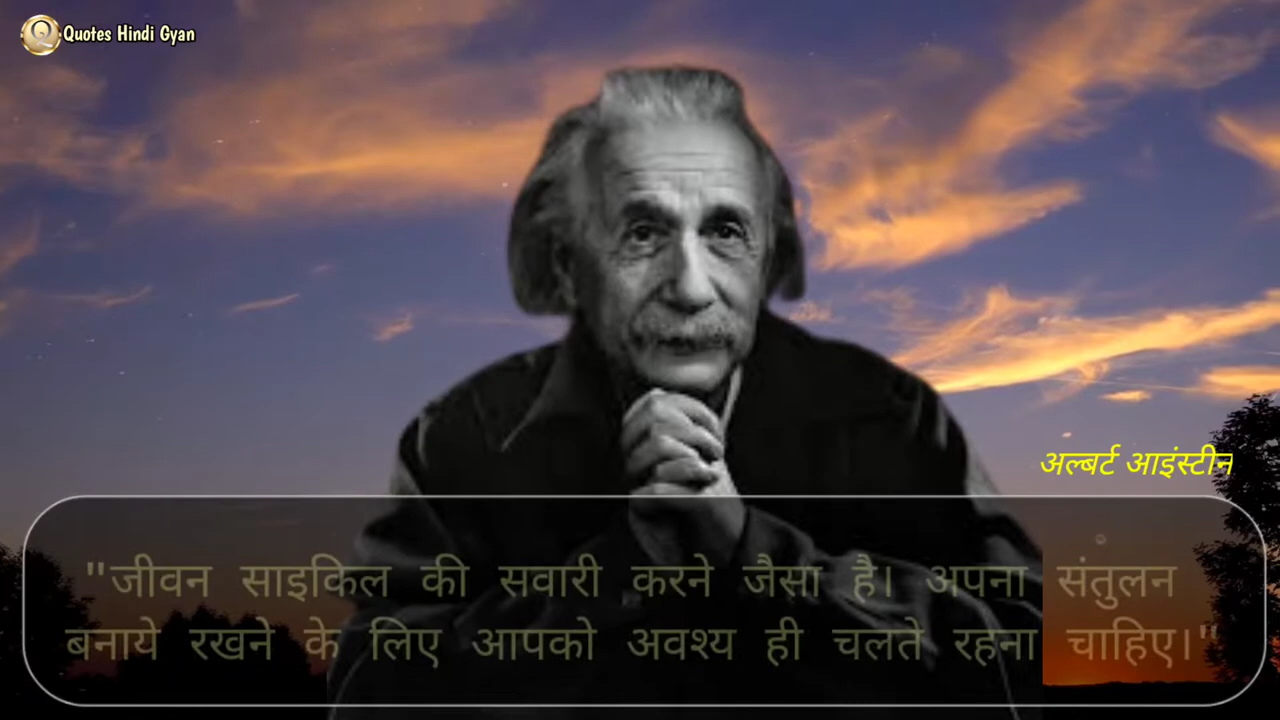 Quotes Hindi Gyan
अल्बर्ट आइंस्टीन
"जीवन साइकिल की सवारी करने जैसा है। अपना संतुलन
बनाये रखने के लिए आपको अवश्य ही चलते रहना चाहिए।"